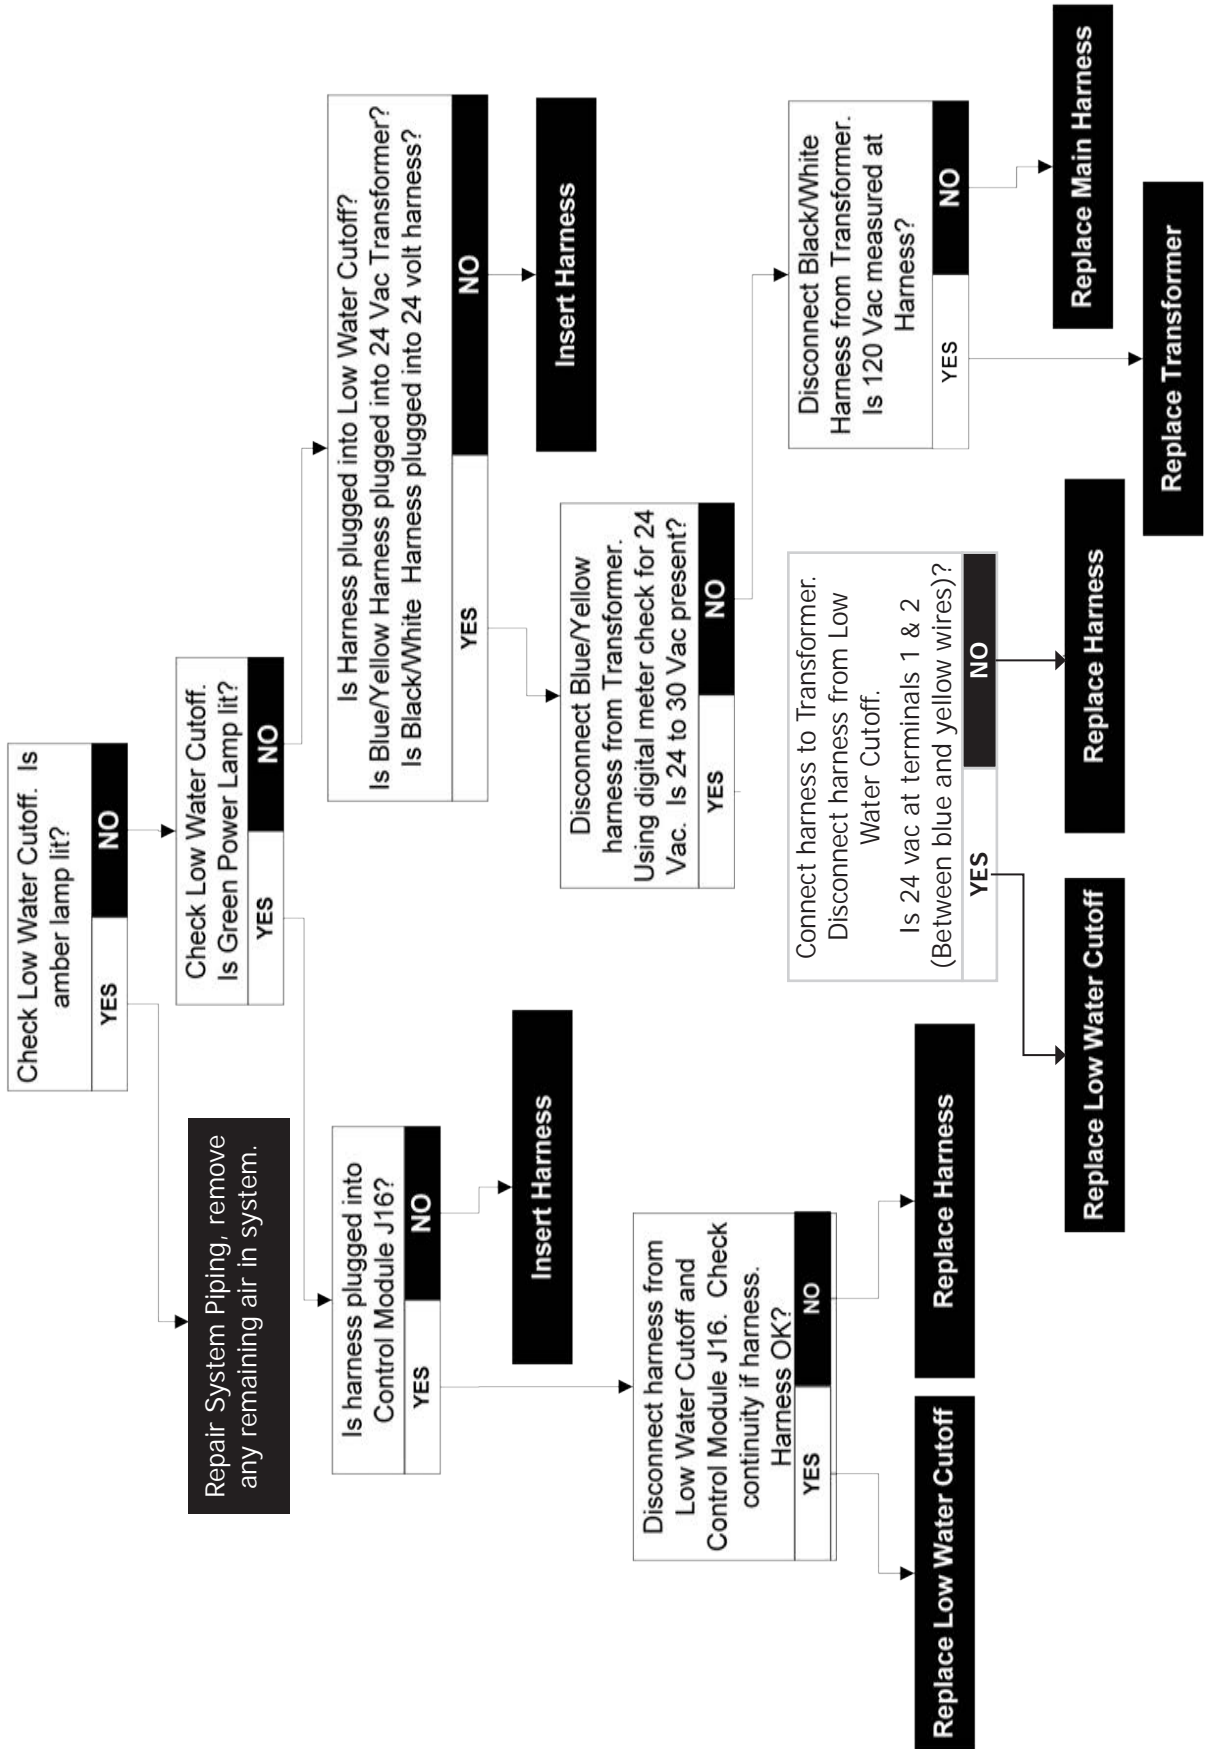 Check Low Water Cutoff.  Is
amber lamp lit?
YES
NO
Repair System Piping, remove
any remaining air in system.
Check Low Water Cutoff.
Is Green Power Lamp lit?
YES
NO
Is harness plugged into
Control Module J16?
YES
NO
Insert Harness
Disconnect harness from
Low Water Cutoff and
Control Module J16.  Check
continuity if harness.
Harness OK?
YES
NO
Replace Low Water Cutoff
Replace Harness
Is Harness plugged into Low Water Cutoff?
Is Blue/Yellow Harness plugged into 24 Vac Transformer?
Is Black/White  Harness plugged into 24 volt harness?
YES
NO
Insert Harness
Disconnect Blue/Yellow
harness from Transformer.
Using digital meter check for 24
Vac.  Is 24 to 30 Vac present?
YES
NO
Connect harness to Transformer.
Disconnect harness from Low
Water Cutoff.
Is 24 vac at terminals 1 & 2
(Between blue and yellow wires)?
YES
NO
Replace Low Water Cutoff
Replace Harness
Disconnect Black/White
Harness from Transformer.
Is 120 Vac measured at
Harness?
YES
NO
Replace Transformer
Replace Main Harness